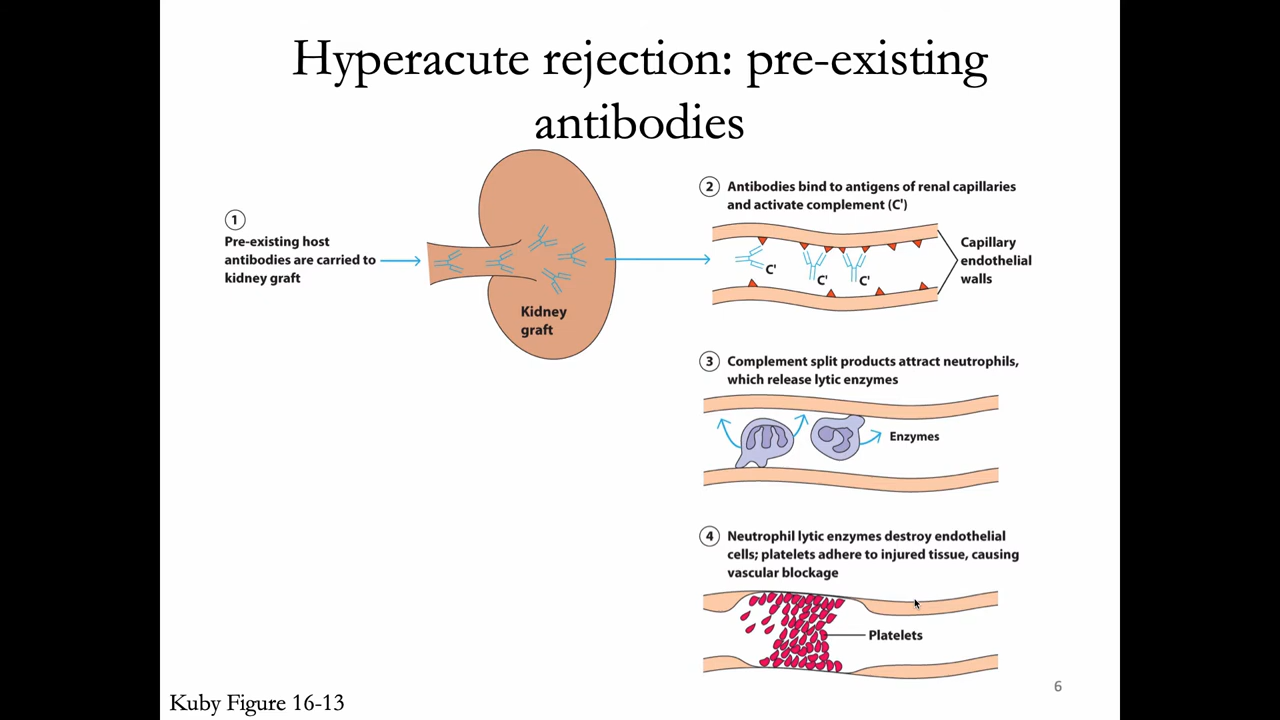 Hyperacute rejection: pre-existing
antibodies
1
Pre-existing host
antibodies are carried to
kidney graft
Kidney
graft
2 Antibodies bind to antigens of renal capillaries
and activate complement (C')
C'
C'
C'
Capillary
endothelial
walls
3 Complement split products attract neutrophils,
which release lytic enzymes
Enzymes
4 Neutrophil lytic enzymes destroy endothelial
cells; platelets adhere to injured tissue, causing
vascular blockage
Platelets
Kuby Figure 16-13
6